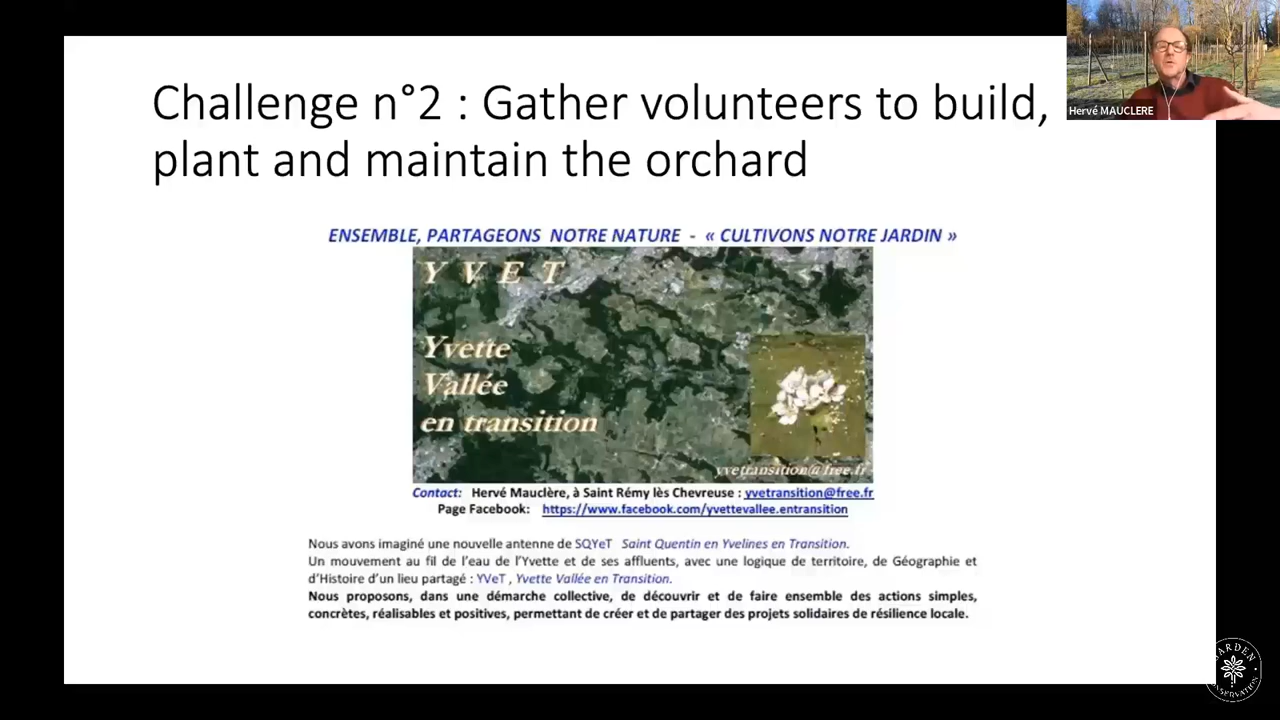 Challenge n°2 : Gather volunteers to build,
plant and maintain the orchard
Hervé MAUCLERE
ENSEMBLE, PARTAGEONS NOTRE NATURE - « CULTIVONS NOTRE JARDIN »
Y V E T
Yvette
Vallée
en transition
yvetransition@free.fr
Contact: Hervé Mauclère, à Saint Rémy lès Chevreuse : yvetransition@free.fr
Page Facebook: https://www.facebook.com/yvettevallee.entransition
Nous avons imaginé une nouvelle antenne de SQYeT Saint Quentin en Yvelines en Transition.
Un mouvement au fil de l'eau de l'Yvette et de ses affluents, avec une logique de territoire, de Géographie et
d'Histoire d'un lieu partagé : YVeT , Yvette Vallée en Transition.
Nous proposons, dans une démarche collective, de découvrir et de faire ensemble des actions simples,
concrètes, réalisables et positives, permettant de créer et de partager des projets solidaires de résilience locale.
GARDEN
CONSERVATION